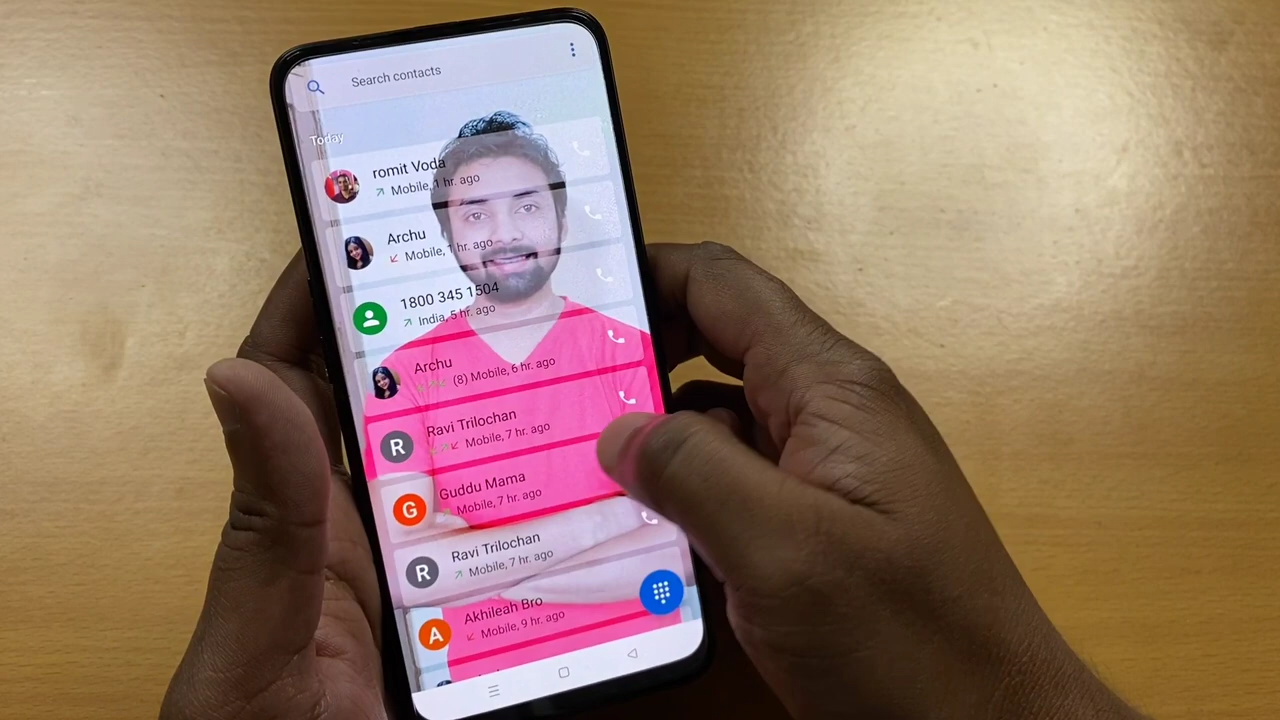 Search contacts
Today
romit Voda
Mobile, 1 hr. ago
Archu
Mobile, 1 hr. ago
1800 345 1504
India, 5 hr. ago
Archu
(8) Mobile, 6 hr. ago
Ravi Trilochan
R
Mobile, 7 hr. ago
Guddu Mama
G
Mobile, 7 hr. ago
Ravi Trilochan
R
Mobile, 7 hr. ago
Akhileah Bro
A
Mobile, 9 hr. ago